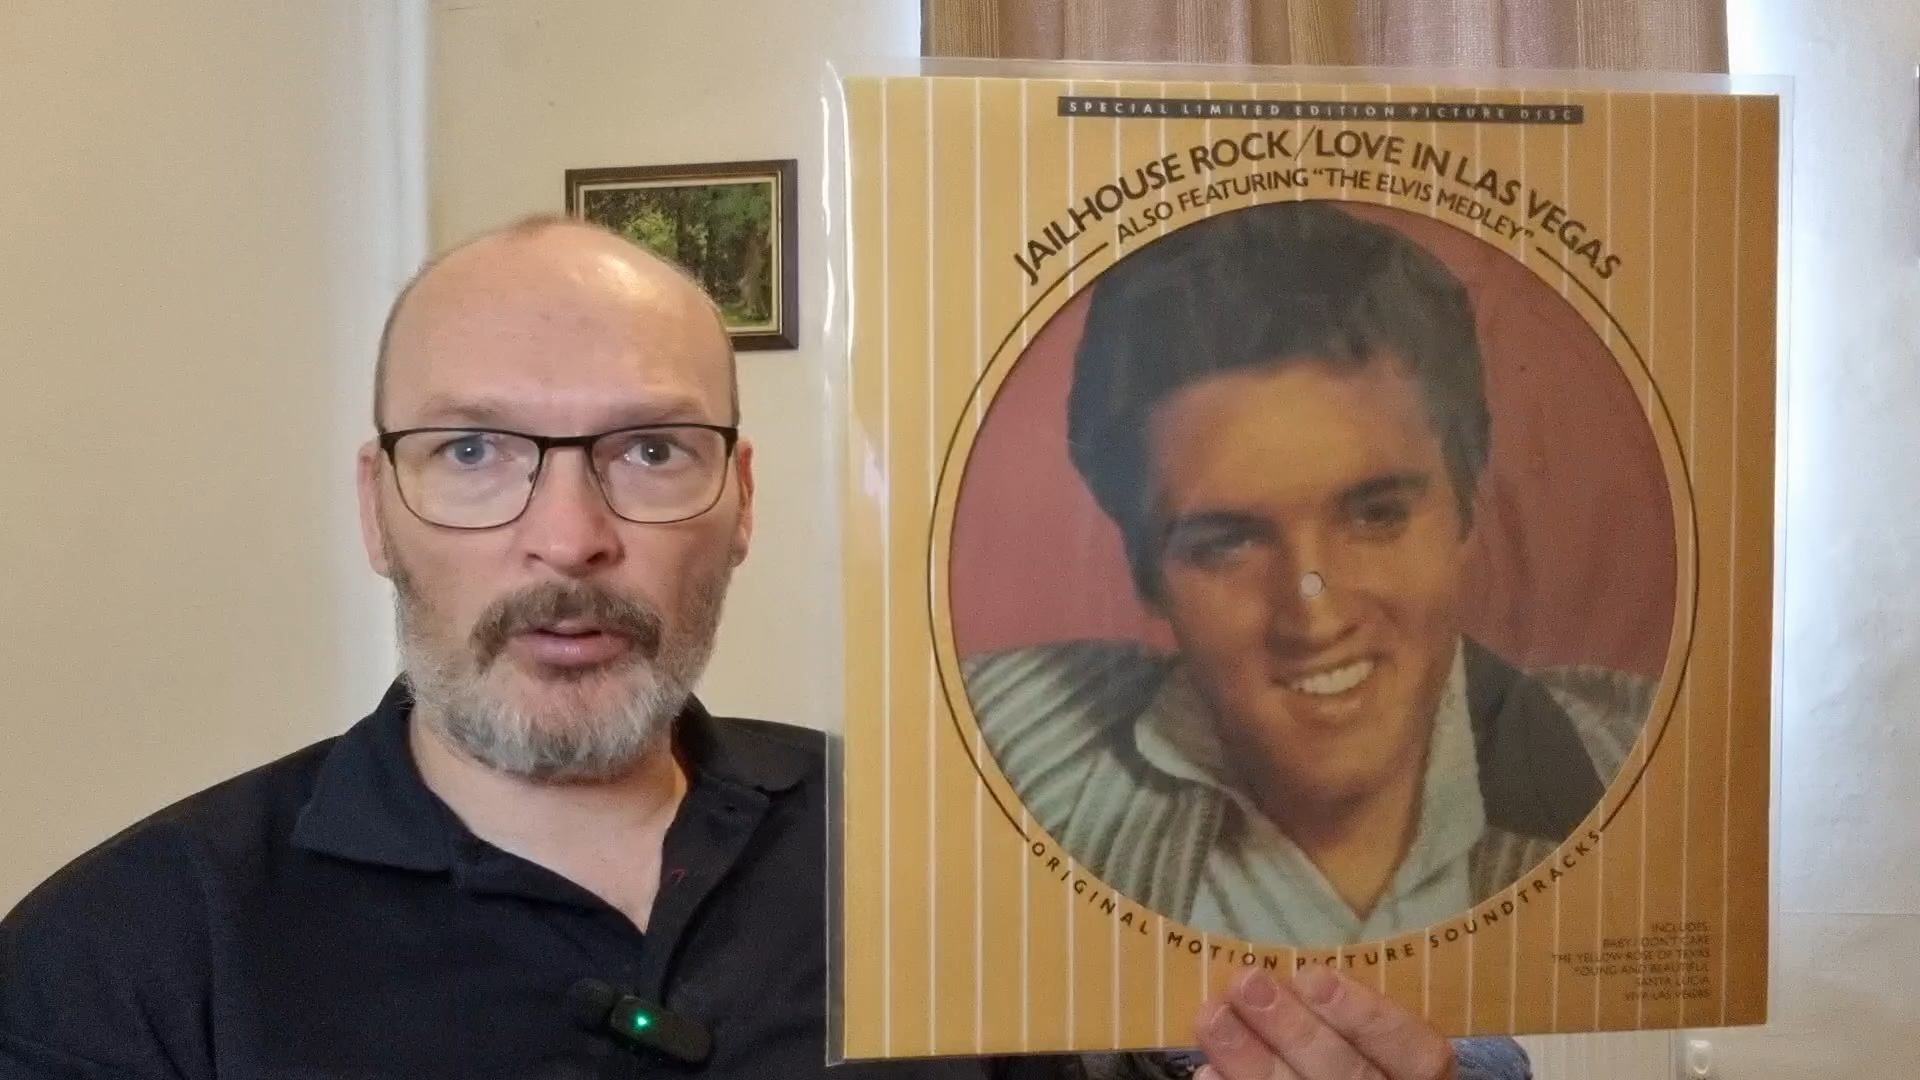 SPECIAL LIMITED EDITION PICTURE DISC
JAILHOUSE ROCK/LOVE IN LAS VEGAS
ALSO FEATURING "THE ELVIS MEDLEY"
ORIGINAL MOTION PICTURE SOUNDTRACKS
INCLUDES:
BABY I DON'T CARE
THE YELLOW ROSE OF TEXAS
YOUNG AND BEAUTIFUL
SANTA LUCIA
VIVA LAS VEGAS